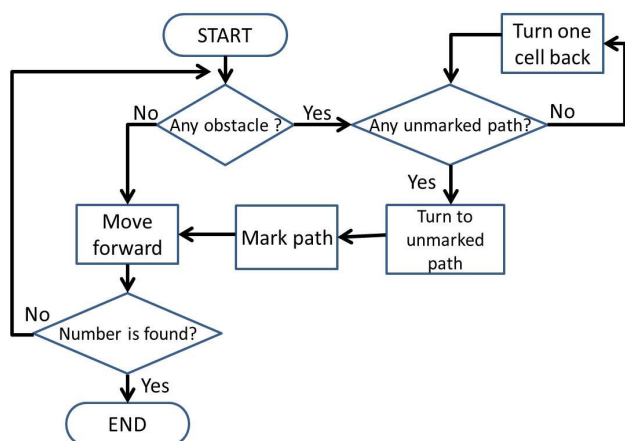 START
Turn one
cell back
No
Any obstacle ?
Yes
Any unmarked path?
No
Yes
Move
forward
Mark path
Turn to
unmarked
path
No
Number is found?
Yes
END